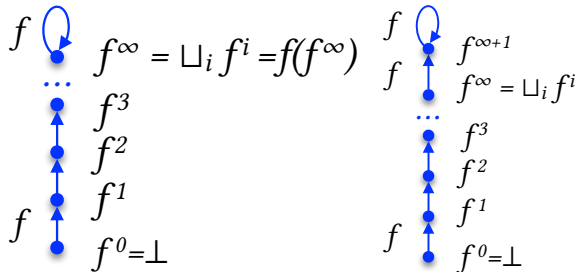 f
f^∞ = ⊔_i f^i =f(f^∞)
...
f^3
f^2
f^1
f
f^0=⊥
f
f^{∞+1}
f
f^∞ = ⊔_i f^i
...
f^3
f^2
f^1
f
f^0=⊥